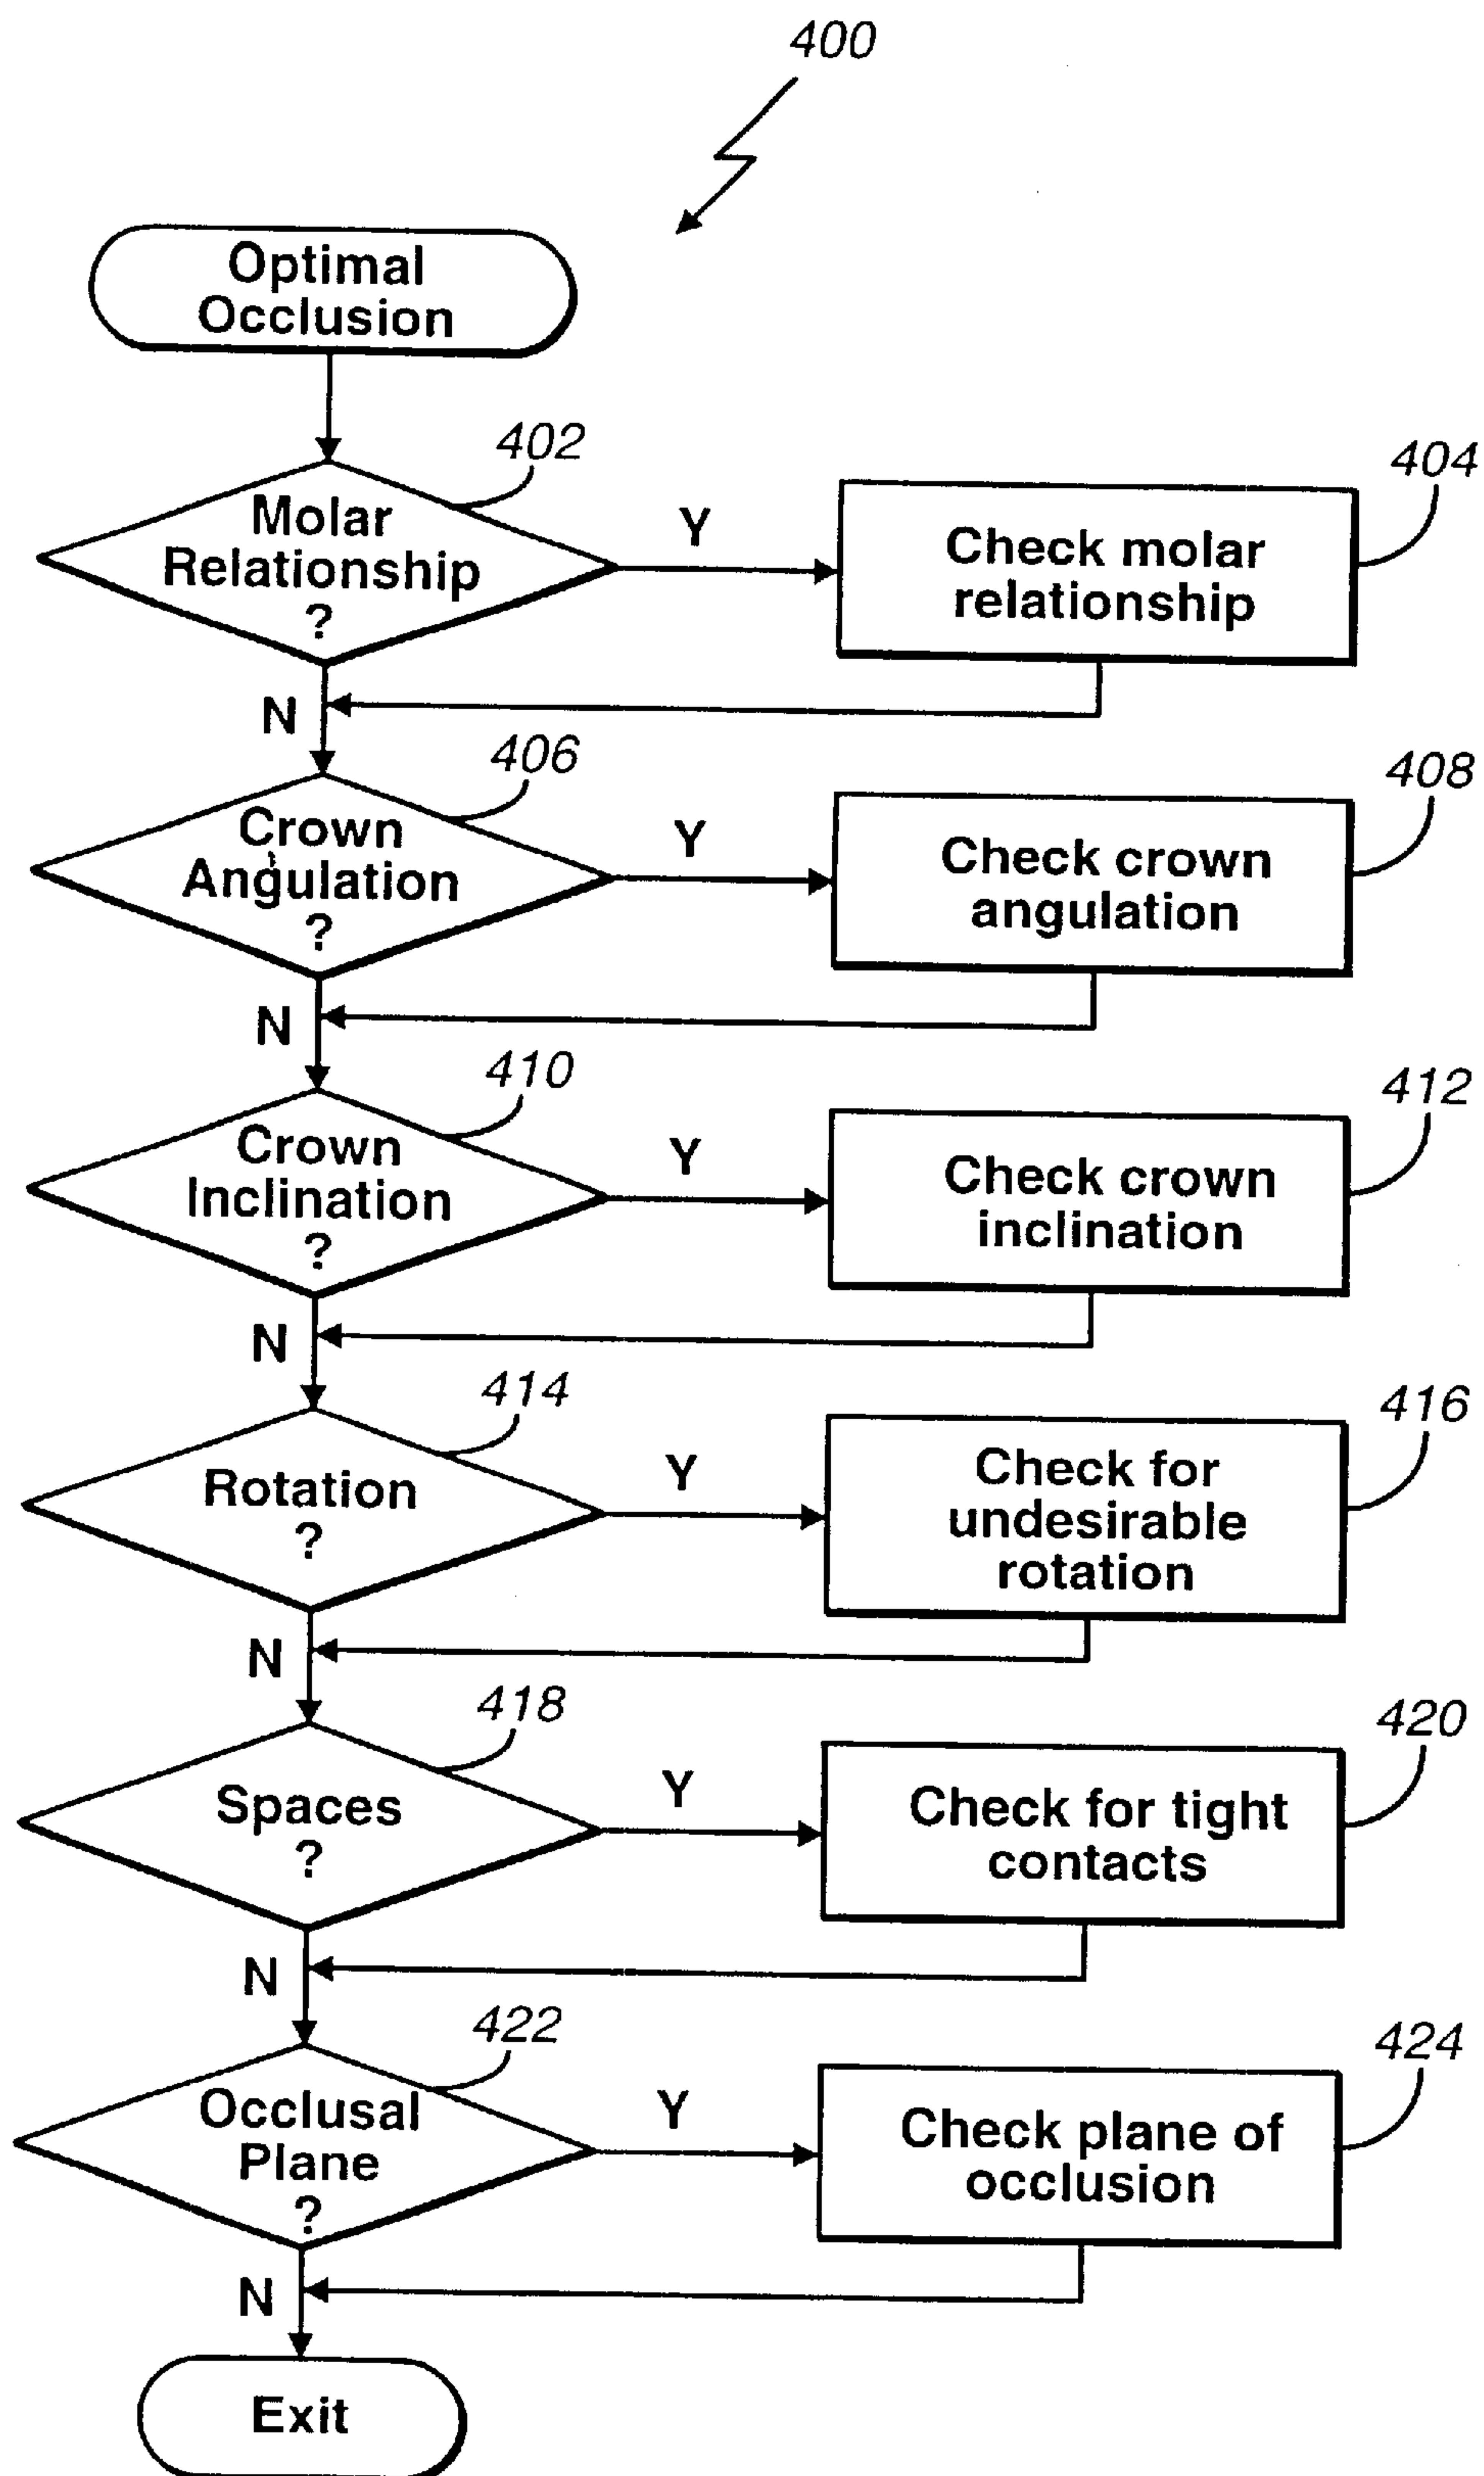 400
Optimal
Occlusion
402
Molar
Relationship
?
Y
404
Check molar
relationship
N
406
Crown
Angulation
?
Y
408
Check crown
angulation
N
410
Crown
Inclination
?
Y
412
Check crown
inclination
N
414
Rotation
?
Y
416
Check for
undesirable
rotation
N
418
Spaces
?
Y
420
Check for tight
contacts
N
422
Occlusal
Plane
?
Y
424
Check plane of
occlusion
N
Exit